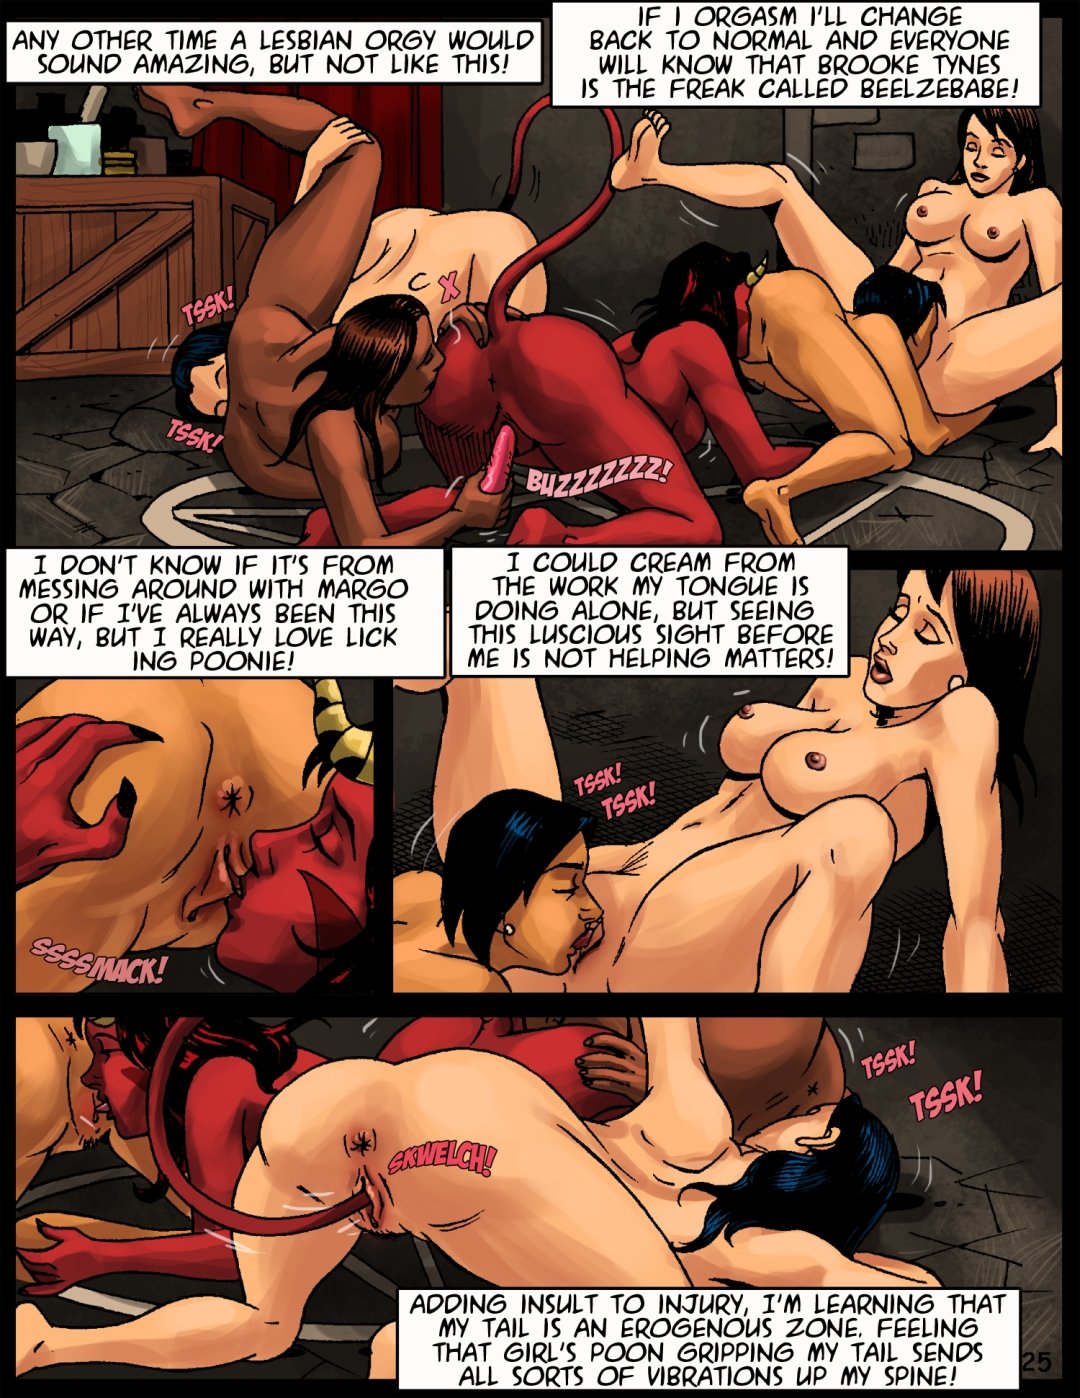 ANY OTHER TIME A LESBIAN ORGY WOULD
SOUND AMAZING, BUT NOT LIKE THIS!
IF I ORGASM I'LL CHANGE
BACK TO NORMAL AND EVERYONE
WILL KNOW THAT BROOKE TYNES
IS THE FREAK CALLED BEELZEBABE!
TSSK!
TSSK!
X
BUZZZZZZZ!
I DON'T KNOW IF IT'S FROM
MESSING AROUND WITH MARGO
OR IF I'VE ALWAYS BEEN THIS
WAY, BUT I REALLY LOVE LICK
ING POONIE!
I COULD CREAM FROM
THE WORK MY TONGUE IS
DOING ALONE, BUT SEEING
THIS LUSCIOUS SIGHT BEFORE
ME IS NOT HELPING MATTERS!
SSSSMACK!
TSSK!
TSSK!
SKWELCH!
TSSK!
TSSK!
ADDING INSULT TO INJURY, I'M LEARNING THAT
MY TAIL IS AN EROGENOUS ZONE. FEELING
THAT GIRL'S POON GRIPPING MY TAIL SENDS
ALL SORTS OF VIBRATIONS UP MY SPINE!
25